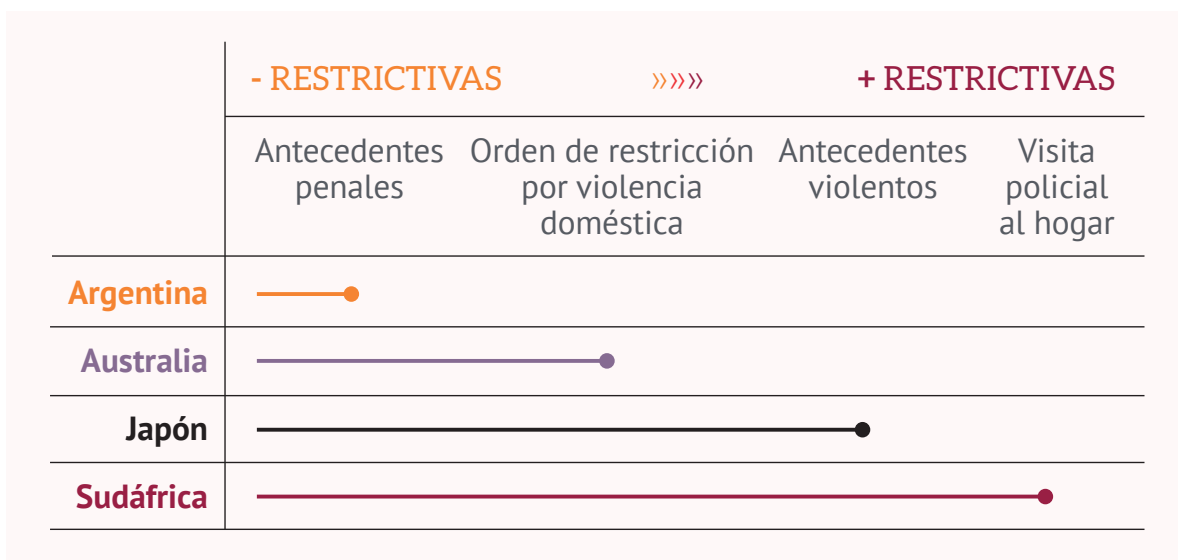 - RESTRICTIVAS »»» + RESTRICTIVAS
Antecedentes penales
Orden de restricción por violencia doméstica
Antecedentes violentos
Visita policial al hogar
Argentina
Australia
Japón
Sudáfrica